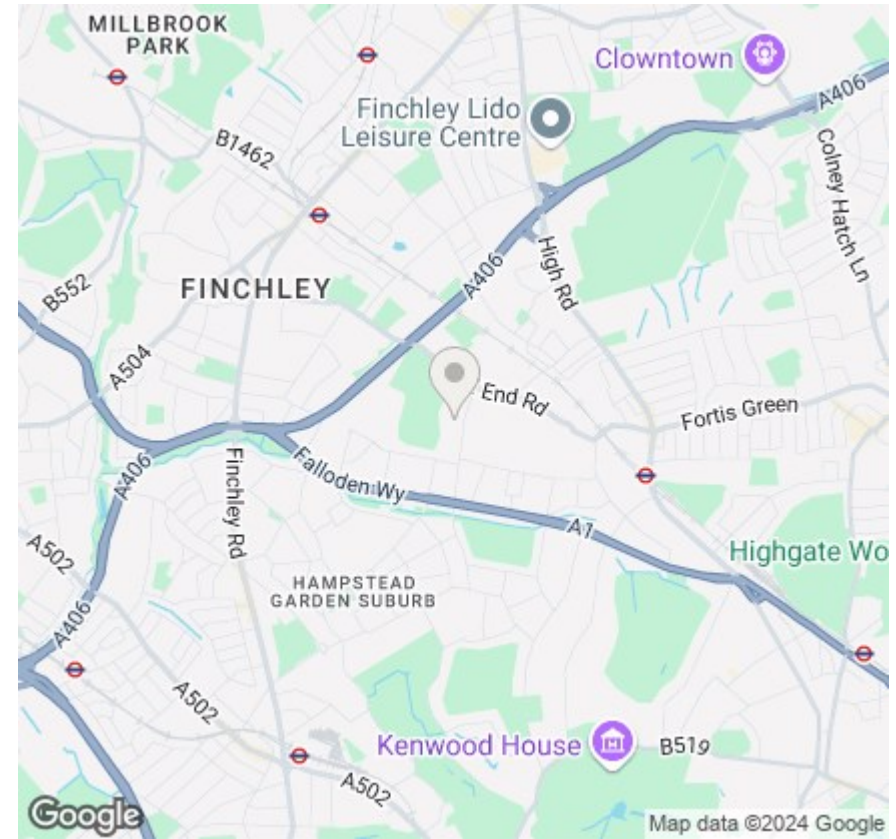 MILLBROOK
PARK
Clowntown
A406
Finchley Lido
Leisure Centre
B1462
Colney Hatch Ln
A406
High Rd
FINCHLEY
B552
A504
End Rd
Fortis Green
A406
Finchley Rd
Falloden Wy
A1
A502
Highgate Wo
HAMPSTEAD
GARDEN SUBURB
A406
A502
Kenwood House
B519
A502
Google
Map data ©2024 Google